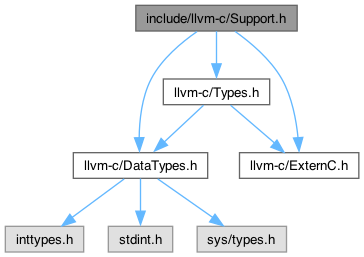 include/llvm-c/Support.h
llvm-c/Types.h
llvm-c/DataTypes.h
llvm-c/ExternC.h
inttypes.h
stdint.h
sys/types.h